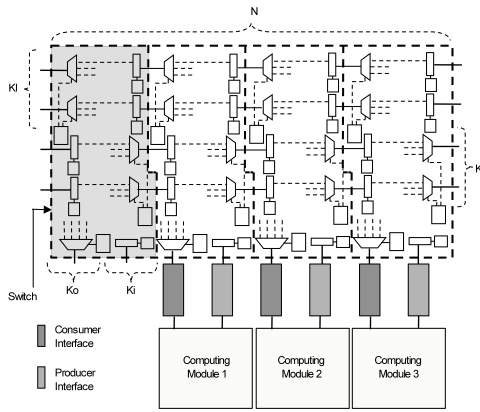 N
Kl
K
Switch
Ko
Ki
Consumer
Interface
Producer
Interface
Computing
Module 1
Computing
Module 2
Computing
Module 3